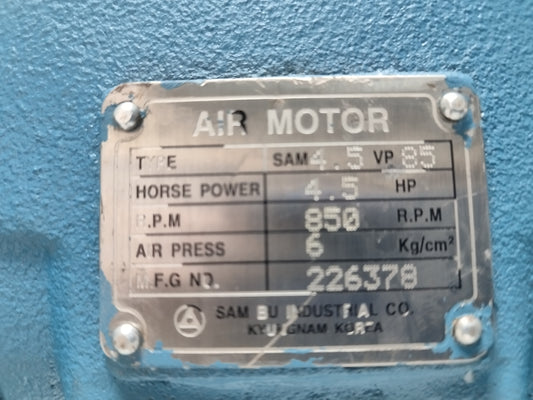 AIR MOTOR
TYPE SAM 4.5 VP 85
HORSE POWER 4.5 HP
R.P.M 850 R.P.M
AIR PRESS 6 Kg/cm²
M.F.G NO. 226378
SAM BU INDUSTRIAL CO.
KYUNGNAM KOREA